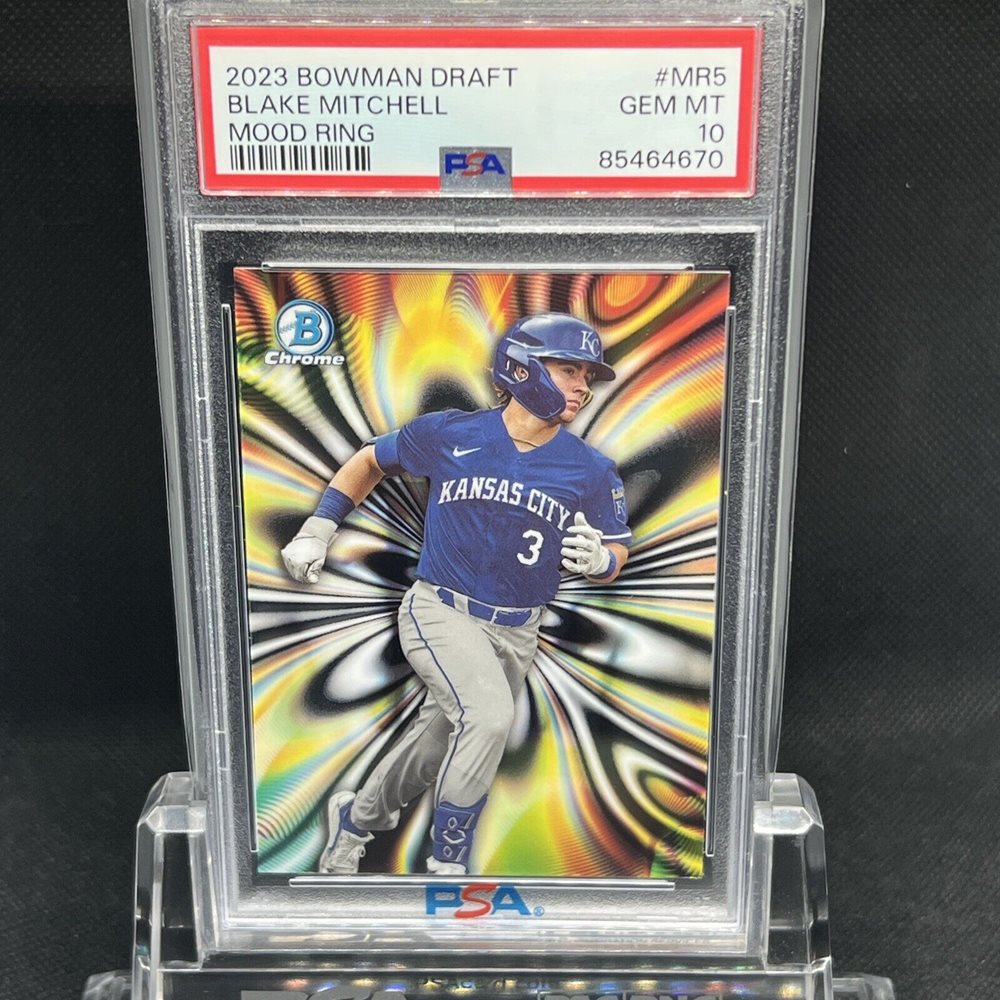 2023 BOWMAN DRAFT #MR5
BLAKE MITCHELL GEM MT
MOOD RING 10
PSA 85464670
B
Chrome
KC
KANSAS CITY
3
PSA®